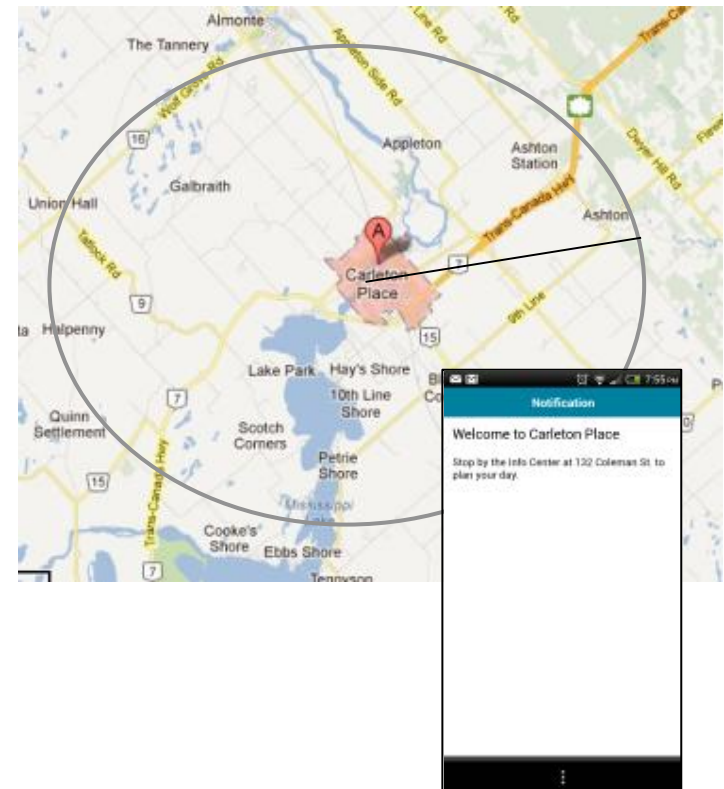 Almonte
The Tannery
Wolf Grove Rd
Appleton Side Rd
Line Rd
Trans-Can
16
Appleton
Ashton
Station
Dwyer Hill Rd
Galbraith
Union Hall
Trans-Canada Hwy
Ashton
Tatlock Rd
A
7
Carleton
Place
9th Line
9
Halpenny
15
Lake Park
Hay's Shore
7
10th Line
Shore
Quinn
Settlement
Scotch
Corners
Petrie
Shore
15
Trans-Canada Hwy
Mississippi
Cooke's
Shore
Ebbs Shore
7
Tennyson
7:55 PM
Notification
Welcome to Carleton Place
Stop by the Info Center at 132 Coleman St. to
plan your day.